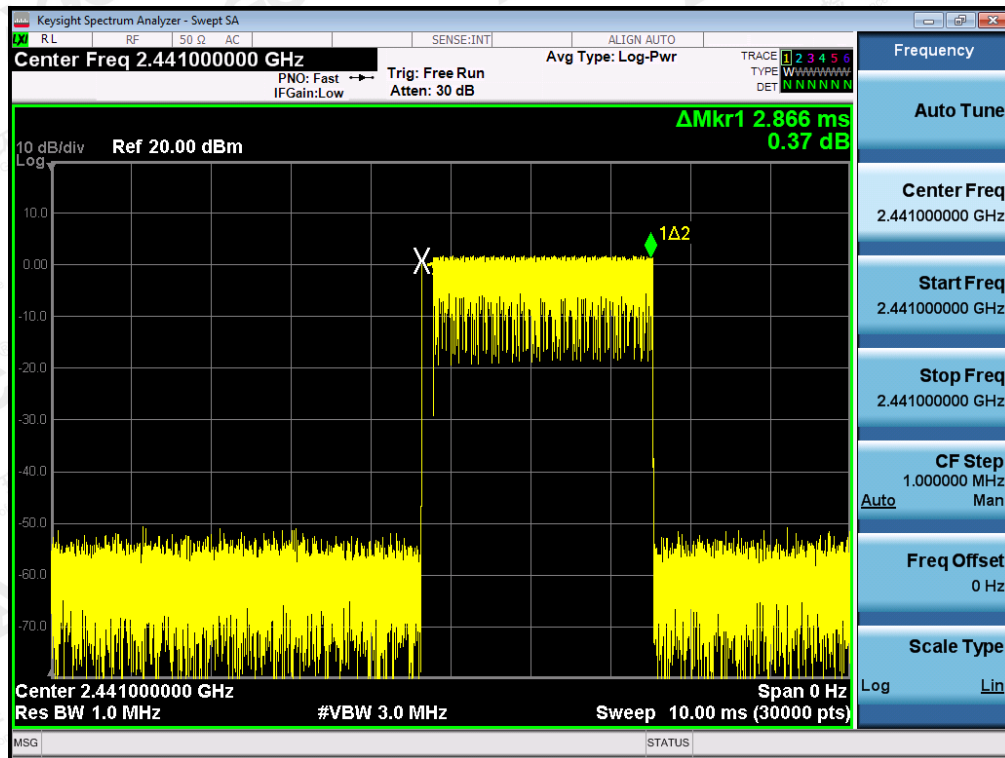 Keysight Spectrum Analyzer - Swept SA
LXI RL RF 50 Ω AC SENSE:INT ALIGN AUTO
Center Freq 2.441000000 GHz
PNO: Fast
IFGain:Low
Trig: Free Run
Atten: 30 dB
Avg Type: Log-Pwr
TRACE 1 2 3 4 5 6
TYPE WWWWWW
DET N N N N N N
ΔMkr1 2.866 ms
0.37 dB
10 dB/div Ref 20.00 dBm
Log
10.0
0.00
-10.0
-20.0
-30.0
-40.0
-50.0
-60.0
-70.0
X
1Δ2
Center 2.441000000 GHz Span 0 Hz
Res BW 1.0 MHz #VBW 3.0 MHz Sweep 10.00 ms (30000 pts)
MSG STATUS
Frequency
Auto Tune
Center Freq
2.441000000 GHz
Start Freq
2.441000000 GHz
Stop Freq
2.441000000 GHz
CF Step
1.000000 MHz
Auto Man
Freq Offset
0 Hz
Scale Type
Log Lin